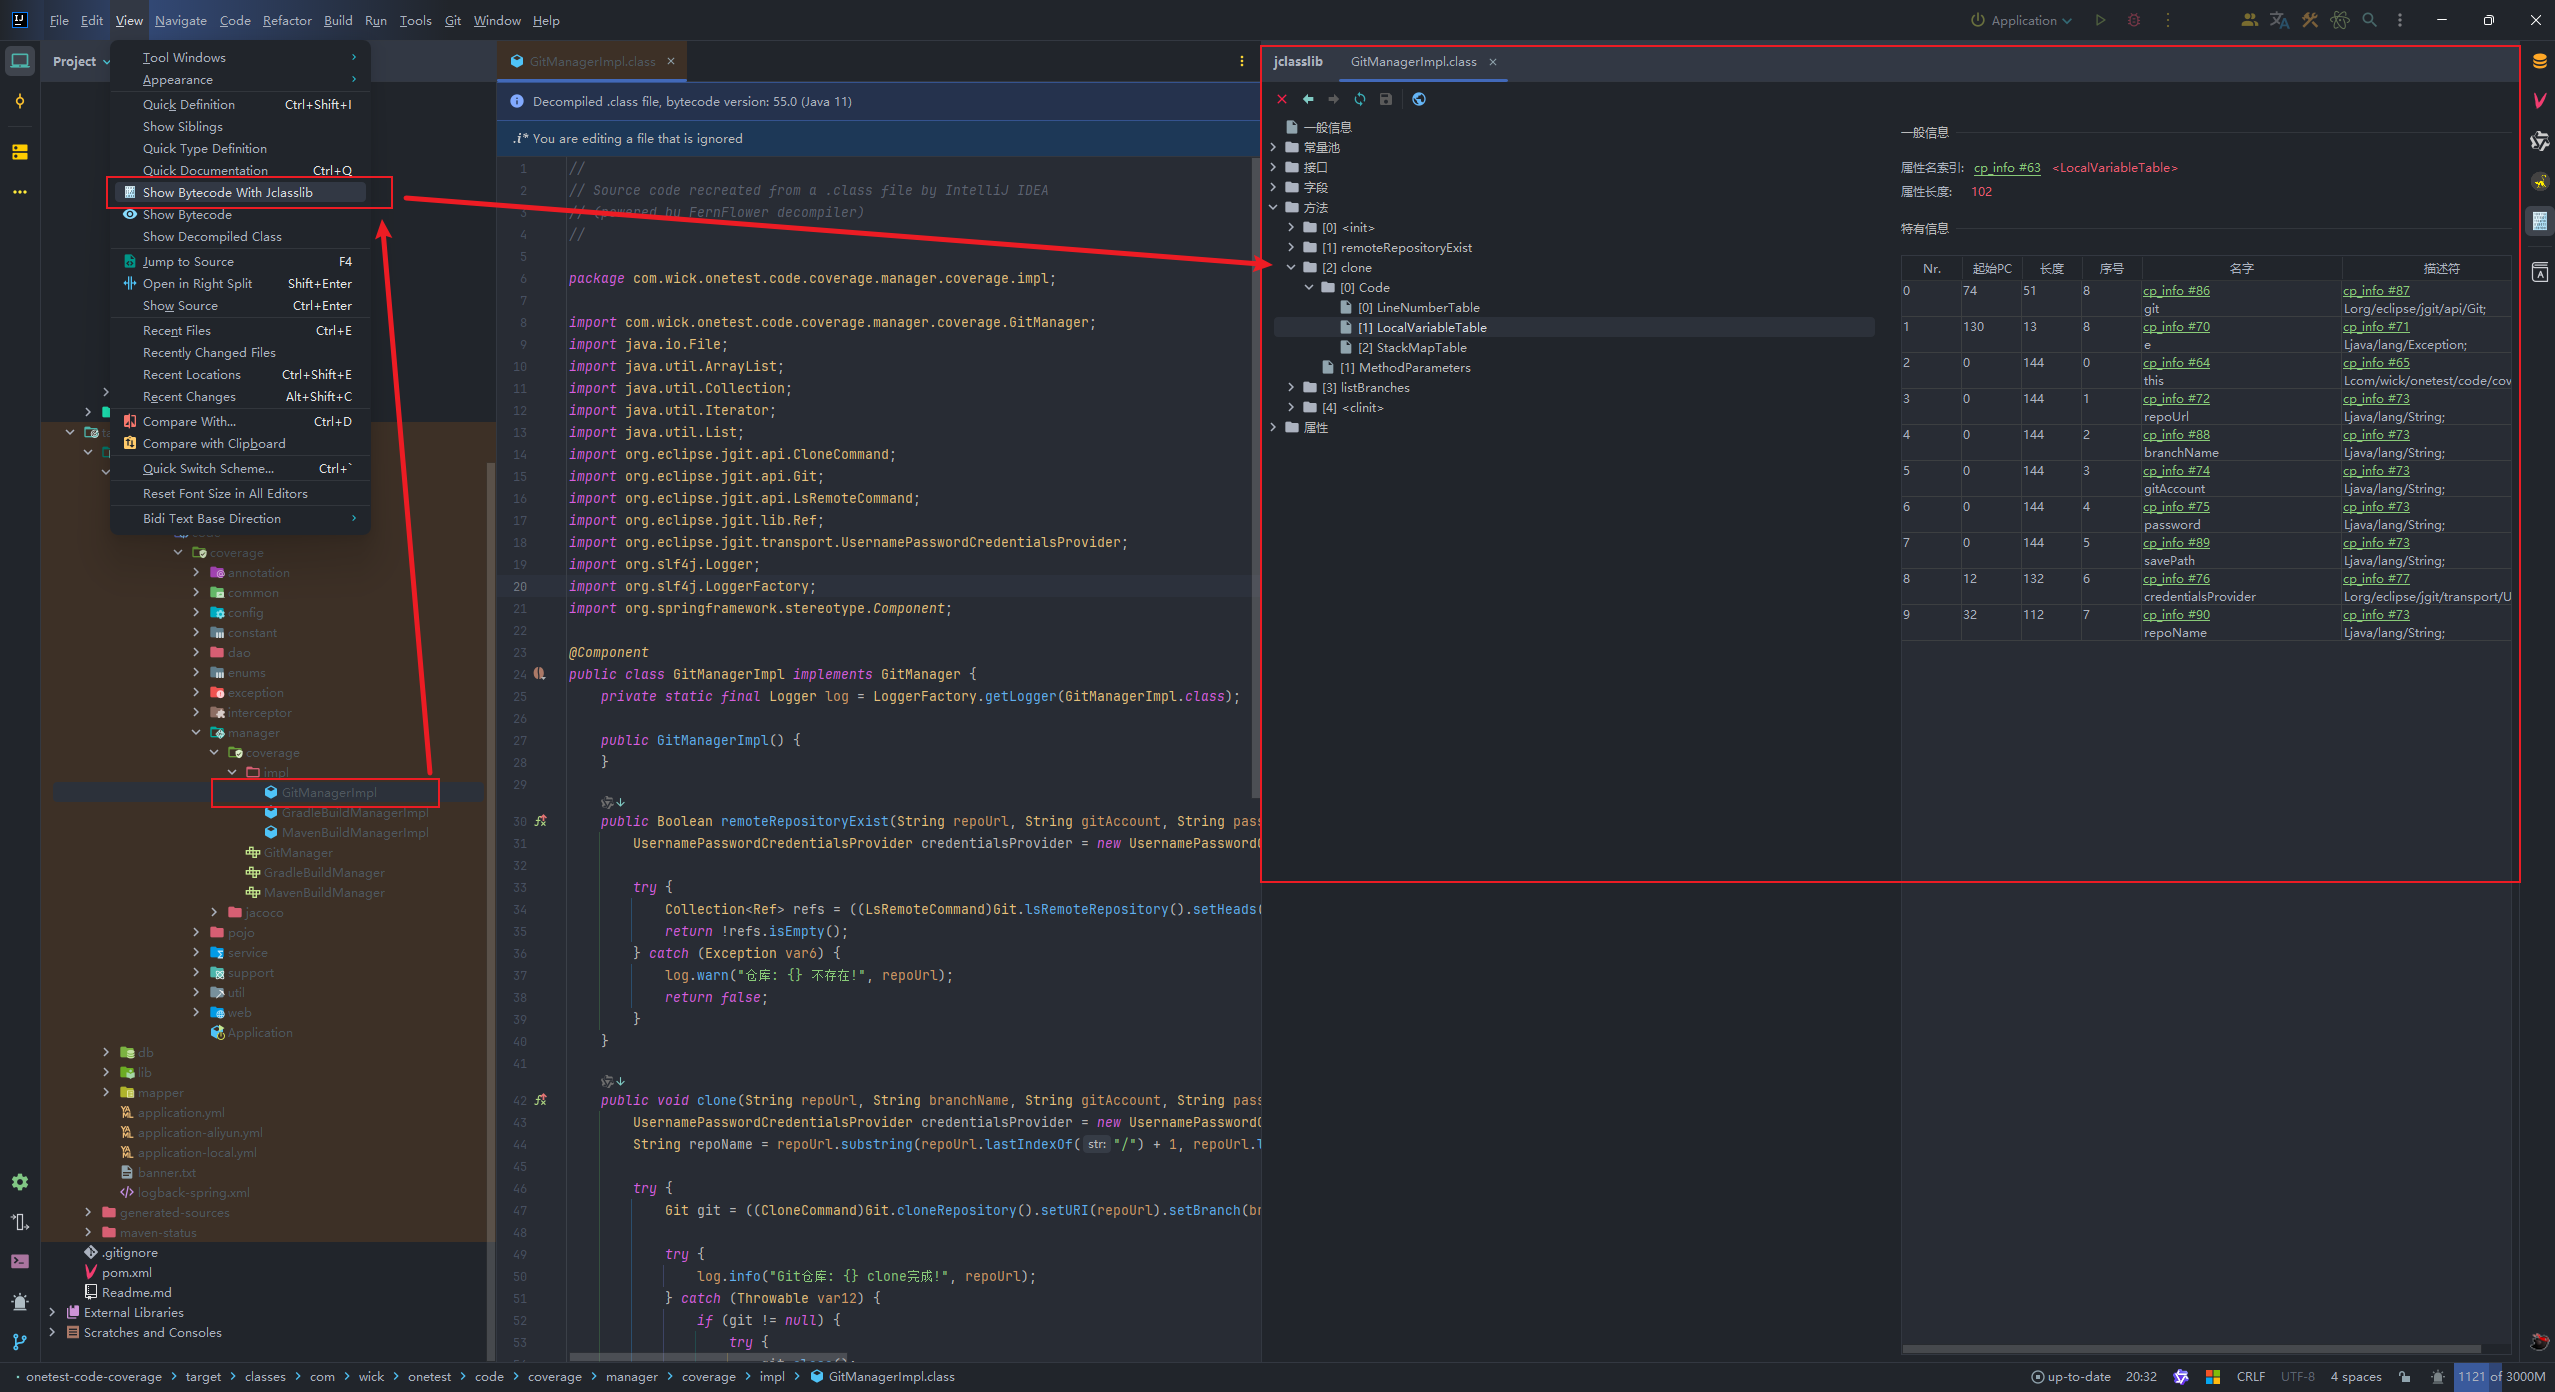 File Edit View Navigate Code Refactor Build Run Tools Git Window Help
Application
Project
Tool Windows
Appearance
Quick Definition Ctrl+Shift+I
Show Siblings
Quick Type Definition
Quick Documentation Ctrl+Q
Show Bytecode With Jclasslib
Show Bytecode
Show Decompiled Class
Jump to Source F4
Open in Right Split Shift+Enter
Show Source Ctrl+Enter
Recent Files Ctrl+E
Recently Changed Files
Recent Locations Ctrl+Shift+E
Recent Changes Alt+Shift+C
Compare With... Ctrl+D
Compare with Clipboard
Quick Switch Scheme... Ctrl+`
Reset Font Size in All Editors
Bidi Text Base Direction
coverage
annotation
common
config
constant
dao
enums
exception
interceptor
manager
coverage
impl
GitManagerImpl
GradleBuildManagerImpl
MavenBuildManagerImpl
GitManager
GradleBuildManager
MavenBuildManager
jacoco
pojo
service
support
util
web
Application
db
lib
mapper
application.yml
application-aliyun.yml
application-local.yml
banner.txt
logback-spring.xml
generated-sources
maven-status
.gitignore
pom.xml
Readme.md
External Libraries
Scratches and Consoles
GitManagerImpl.class
Decompiled .class file, bytecode version: 55.0 (Java 11)
.i* You are editing a file that is ignored
1 //
2 // Source code recreated from a .class file by IntelliJ IDEA
3 // (powered by FernFlower decompiler)
4 //
5
6 package com.wick.onetest.code.coverage.manager.coverage.impl;
7
8 import com.wick.onetest.code.coverage.manager.coverage.GitManager;
9 import java.io.File;
10 import java.util.ArrayList;
11 import java.util.Collection;
12 import java.util.Iterator;
13 import java.util.List;
14 import org.eclipse.jgit.api.CloneCommand;
15 import org.eclipse.jgit.api.Git;
16 import org.eclipse.jgit.api.LsRemoteCommand;
17 import org.eclipse.jgit.lib.Ref;
18 import org.eclipse.jgit.transport.UsernamePasswordCredentialsProvider;
19 import org.slf4j.Logger;
20 import org.slf4j.LoggerFactory;
21 import org.springframework.stereotype.Component;
22
23 @Component
24 public class GitManagerImpl implements GitManager {
25 private static final Logger log = LoggerFactory.getLogger(GitManagerImpl.class);
26
27 public GitManagerImpl() {
28 }
29
30 public Boolean remoteRepositoryExist(String repoUrl, String gitAccount, String pass
31 UsernamePasswordCredentialsProvider credentialsProvider = new UsernamePassword
32
33 try {
34 Collection<Ref> refs = ((LsRemoteCommand)Git.lsRemoteRepository().setHeads(
35 return !refs.isEmpty();
36 } catch (Exception var6) {
37 log.warn("仓库: {} 不存在!", repoUrl);
38 return false;
39 }
40 }
41
42 public void clone(String repoUrl, String branchName, String gitAccount, String pass
43 UsernamePasswordCredentialsProvider credentialsProvider = new UsernamePassword
44 String repoName = repoUrl.substring(repoUrl.lastIndexOf( str: "/") + 1, repoUrl.l
45
46 try {
47 Git git = ((CloneCommand)Git.cloneRepository().setURI(repoUrl).setBranch(br
48
49 try {
50 log.info("Git仓库: {} clone完成!", repoUrl);
51 } catch (Throwable var12) {
52 if (git != null) {
53 try {
jclasslib GitManagerImpl.class
一般信息
常量池
接口
字段
方法
[0] <init>
[1] remoteRepositoryExist
[2] clone
[0] Code
[0] LineNumberTable
[1] LocalVariableTable
[2] StackMapTable
[1] MethodParameters
[3] listBranches
[4] <clinit>
属性
一般信息
属性名索引: cp_info #63 <LocalVariableTable>
属性长度: 102
特有信息
Nr. 起始PC 长度 序号 名字 描述符
0 74 51 8 cp_info #86 cp_info #87
git Lorg/eclipse/jgit/api/Git;
1 130 13 8 cp_info #70 cp_info #71
e Ljava/lang/Exception;
2 0 144 0 cp_info #64 cp_info #65
this Lcom/wick/onetest/code/cov
3 0 144 1 cp_info #72 cp_info #73
repoUrl Ljava/lang/String;
4 0 144 2 cp_info #88 cp_info #73
branchName Ljava/lang/String;
5 0 144 3 cp_info #74 cp_info #73
gitAccount Ljava/lang/String;
6 0 144 4 cp_info #75 cp_info #73
password Ljava/lang/String;
7 0 144 5 cp_info #89 cp_info #73
savePath Ljava/lang/String;
8 12 132 6 cp_info #76 cp_info #77
credentialsProvider Lorg/eclipse/jgit/transport/U
9 32 112 7 cp_info #90 cp_info #73
repoName Ljava/lang/String;
onetest-code-coverage target classes com wick onetest code coverage manager coverage impl GitManagerImpl.class
up-to-date 20:32 CRLF UTF-8 4 spaces 1121 of 3000M